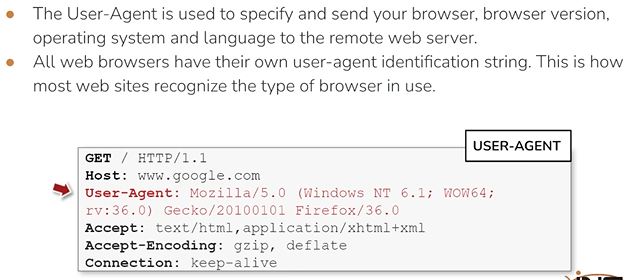 The User-Agent is used to specify and send your browser, browser version,
operating system and language to the remote web server.
All web browsers have their own user-agent identification string. This is how
most web sites recognize the type of browser in use.
USER-AGENT
GET / HTTP/1.1
Host: www.google.com
User-Agent: Mozilla/5.0 (Windows NT 6.1; WOW64;
rv:36.0) Gecko/20100101 Firefox/36.0
Accept: text/html,application/xhtml+xml
Accept-Encoding: gzip, deflate
Connection: keep-alive